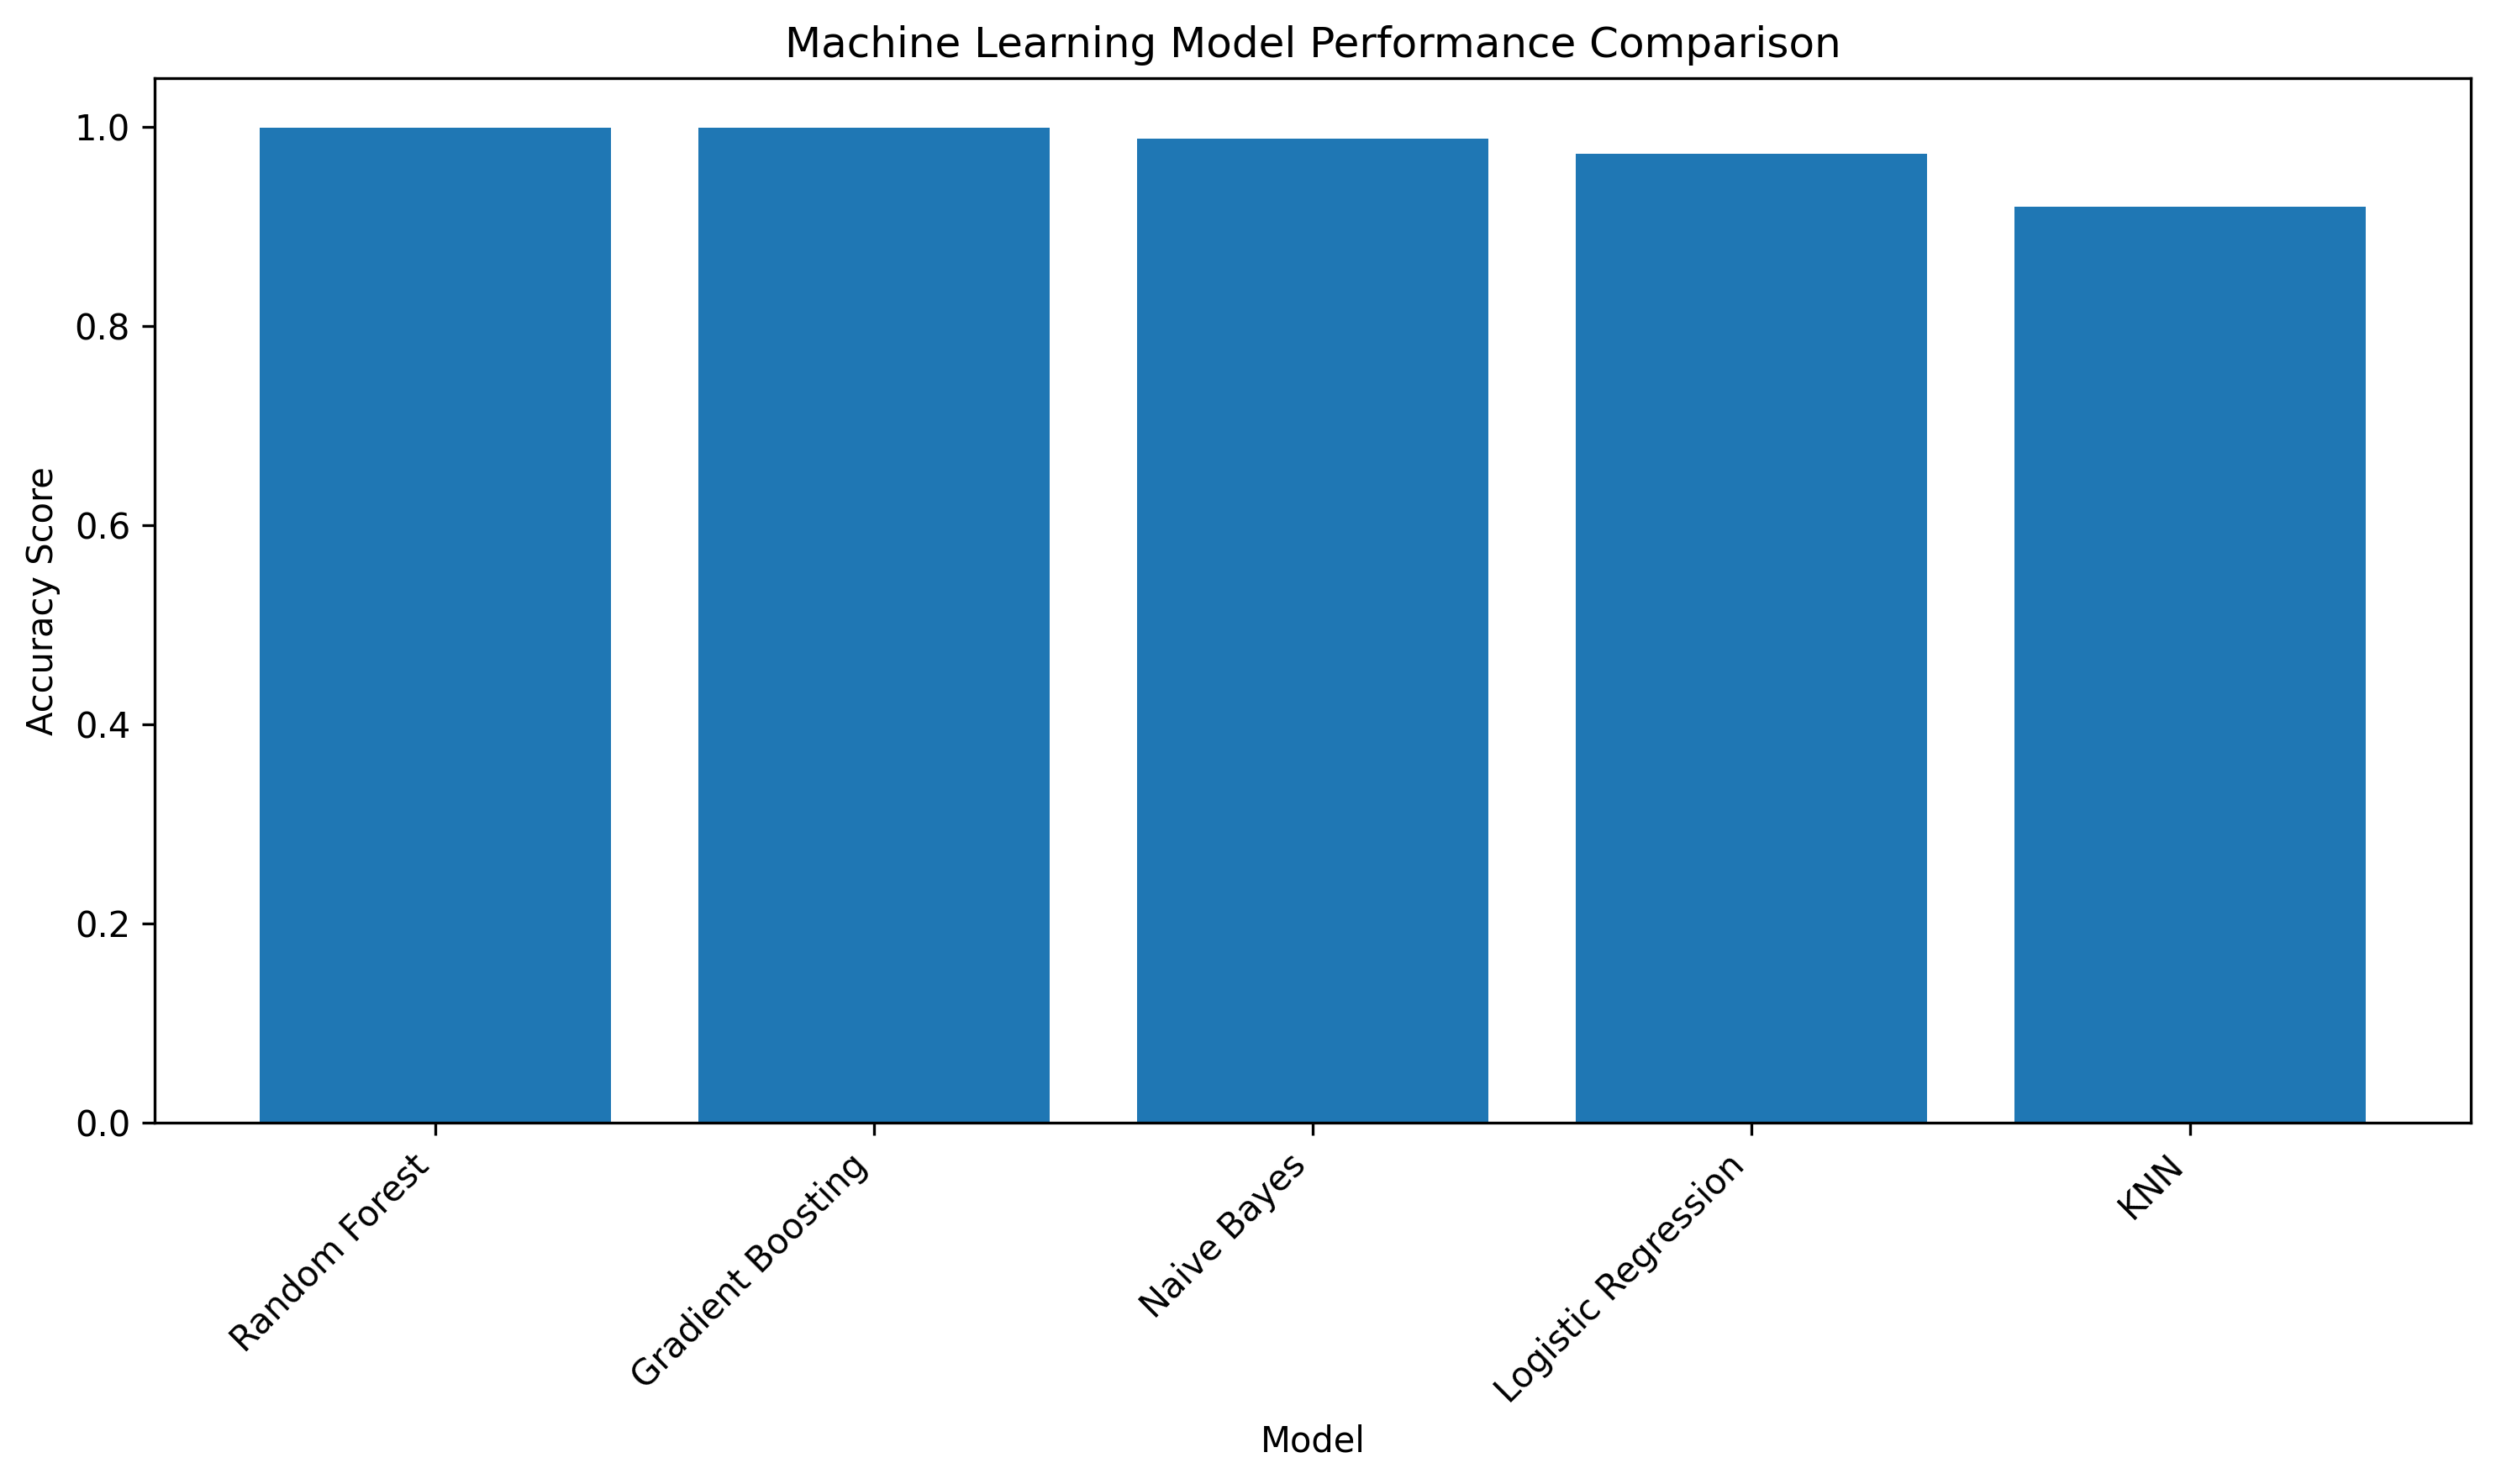 Machine Learning Model Performance Comparison
1.0
0.8
0.6
0.4
0.2
0.0
Accuracy Score
Random Forest
Gradient Boosting
Naive Bayes
Logistic Regression
KNN
Model